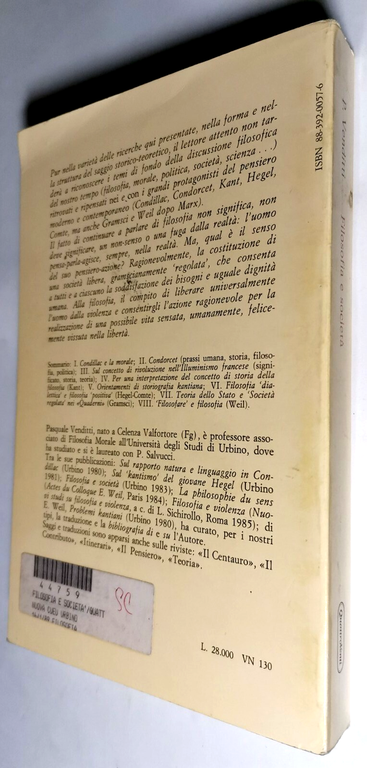 Pur nella varietà delle ricerche qui presentate, nella forma e nel-
la struttura del saggio storico-teoretico, il lettore attento non tar-
derà a riconoscere i temi di fondo della discussione filosofica
del nostro tempo (filosofia, morale, politica, società, scienza...)
ritrovati e ripensati nei e con i grandi protagonisti del pensiero
moderno e contemporaneo (Condillac, Condorcet, Kant, Hegel,
Comte, ma anche Gramsci e Weil dopo Marx).
Il fatto di continuare a parlare di filosofia non significa, non
deve significare, un non-senso o una fuga dalla realtà: l'uomo
pensa-parla-agisce, sempre, nella realtà. Ma, qual è il senso
del suo pensiero-azione? Ragionevolmente, la costituzione di
una società libera, gramscianamente 'regolata', che consenta
a tutti e a ciascuno la soddisfazione dei bisogni e uguale dignità
umana. Alla filosofia, il compito di liberare universalmente
l'uomo dalla violenza e consentirgli l'azione ragionevole per la
realizzazione di una possibile vita sensata, umanamente, felice-
mente vissuta nella libertà.
Sommario: I. Condillac e la morale; II. Condorcet (prassi umana, storia, filoso-
fia, politica); III. Sul concetto di rivoluzione nell'Illuminismo francese (signi-
ficato, storia, teoria); IV. Per una interpretazione del concetto di storia della
filosofia (Kant); V. Orientamenti di storiografia kantiana; VI. Filosofia 'dia-
lettica' e filosofia 'positiva' (Hegel-Comte); VII. Teoria dello Stato e 'Società
regolata' nei «Quaderni» (Gramsci); VIII. 'Filosofare' e filosofia (Weil).
Pasquale Venditti, nato a Celenza Valfortore (Fg), è professore asso-
ciato di Filosofia Morale all'Università degli Studi di Urbino, dove
ha studiato e si è laureato con P. Salvucci.
Tra le sue pubblicazioni: Sul rapporto natura e linguaggio in Con-
dillac (Urbino 1980); Sul 'kantismo' del giovane Hegel (Urbino
1981); Filosofia e società (Urbino 1983); La philosophie du sens
(Actes du Colloque E. Weil, Paris 1984); Filosofia e violenza (Nuo-
vi studi su filosofia e violenza, a c. di L. Sichirollo, Roma 1985); di
E. Weil, Problemi kantiani (Urbino 1980), ha curato, per i nostri
tipi, la traduzione e la bibliografia di e su l'Autore.
Saggi e traduzioni sono apparsi anche sulle riviste: «Il Centauro», «Il
Contributo», «Itinerari», «Il Pensiero», «Teoria».
44759
SC
FILOSOFIA E SOCIETA'/QUATT
NUOVA CUEU URBINO
L. 28.000 VN 130
ISBN 88-392-0057-6
P. Venditti Filosofia e società
Quattroventi